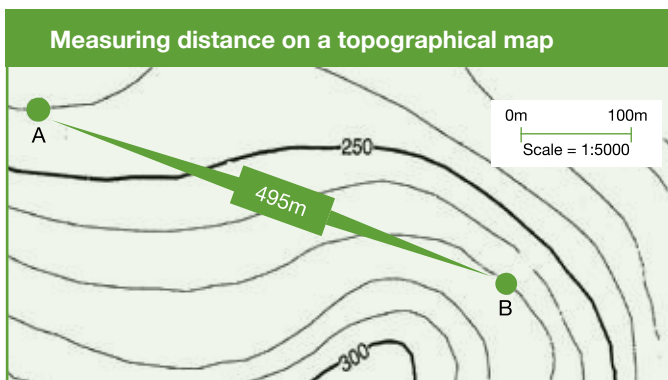 Measuring distance on a topographical map
A
250
0m 100m
Scale = 1:5000
495m
B
300